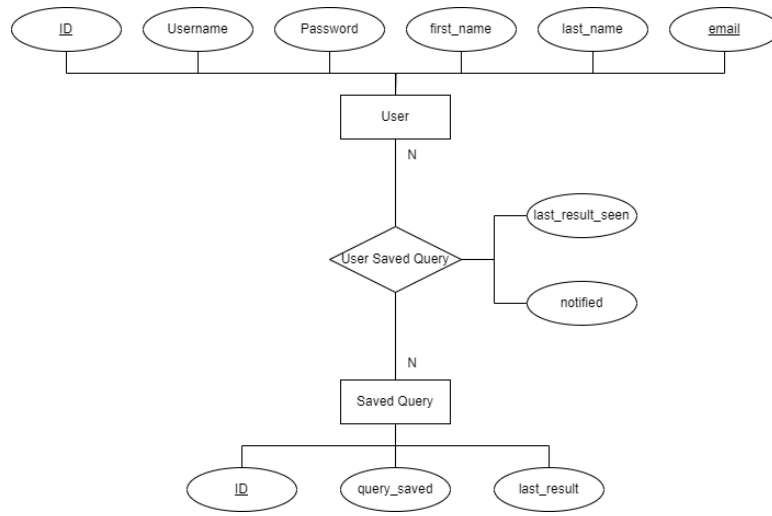 ID
Username
Password
first_name
last_name
email
User
N
last_result_seen
User Saved Query
notified
N
Saved Query
ID
query_saved
last_result